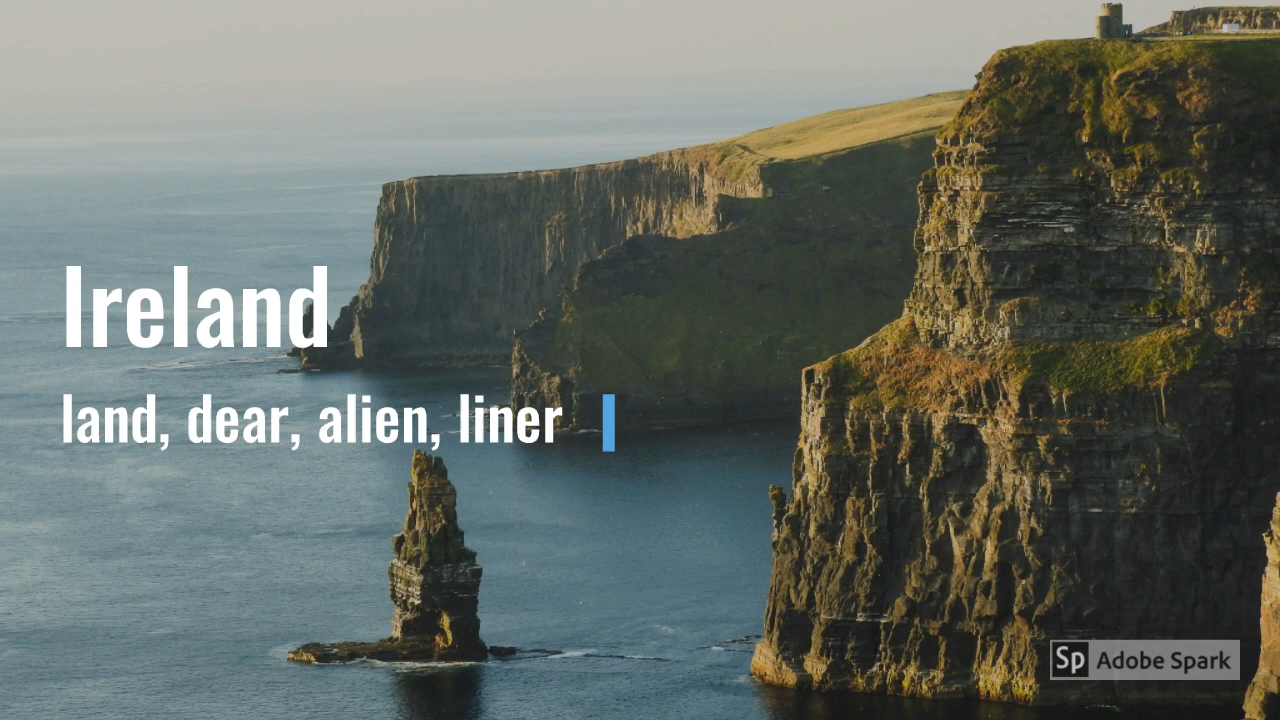 Ireland
land, dear, alien, liner
Sp Adobe Spark